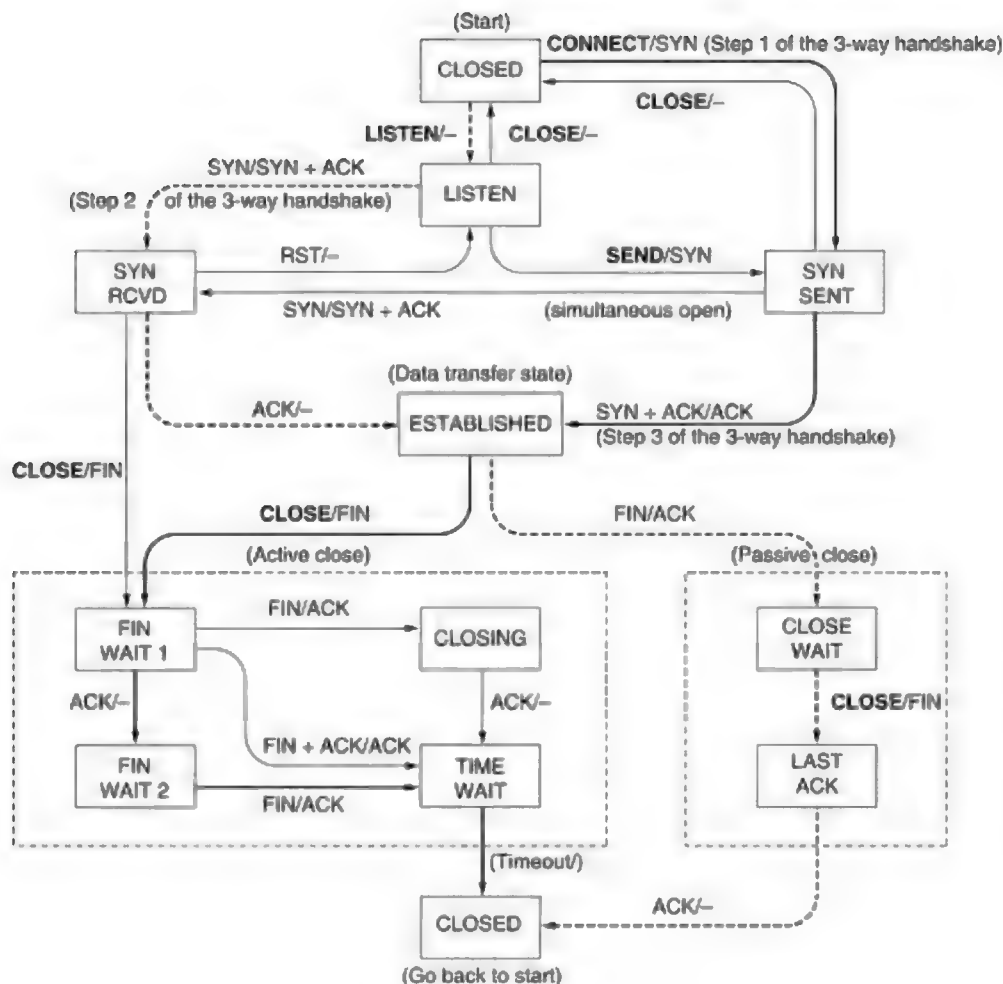 (Start)
CONNECT/SYN (Step 1 of the 3-way handshake)
CLOSED
CLOSE/–
LISTEN/–
CLOSE/–
SYN/SYN + ACK
(Step 2 of the 3-way handshake)
LISTEN
RST/–
SEND/SYN
SYN
RCVD
SYN
SENT
SYN/SYN + ACK
(simultaneous open)
(Data transfer state)
ACK/–
ESTABLISHED
SYN + ACK/ACK
(Step 3 of the 3-way handshake)
CLOSE/FIN
CLOSE/FIN
FIN/ACK
(Active close)
(Passive close)
FIN/ACK
FIN
WAIT 1
CLOSING
CLOSE
WAIT
ACK/–
ACK/–
CLOSE/FIN
FIN + ACK/ACK
FIN
WAIT 2
TIME
WAIT
LAST
ACK
FIN/ACK
(Timeout/)
CLOSED
ACK/–
(Go back to start)